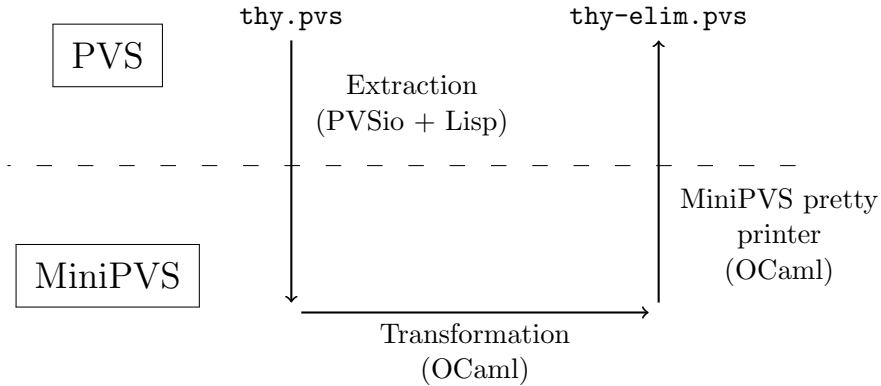 thy.pvs
thy-elim.pvs
PVS
Extraction
(PVSio + Lisp)
MiniPVS pretty
printer
(OCaml)
MiniPVS
Transformation
(OCaml)